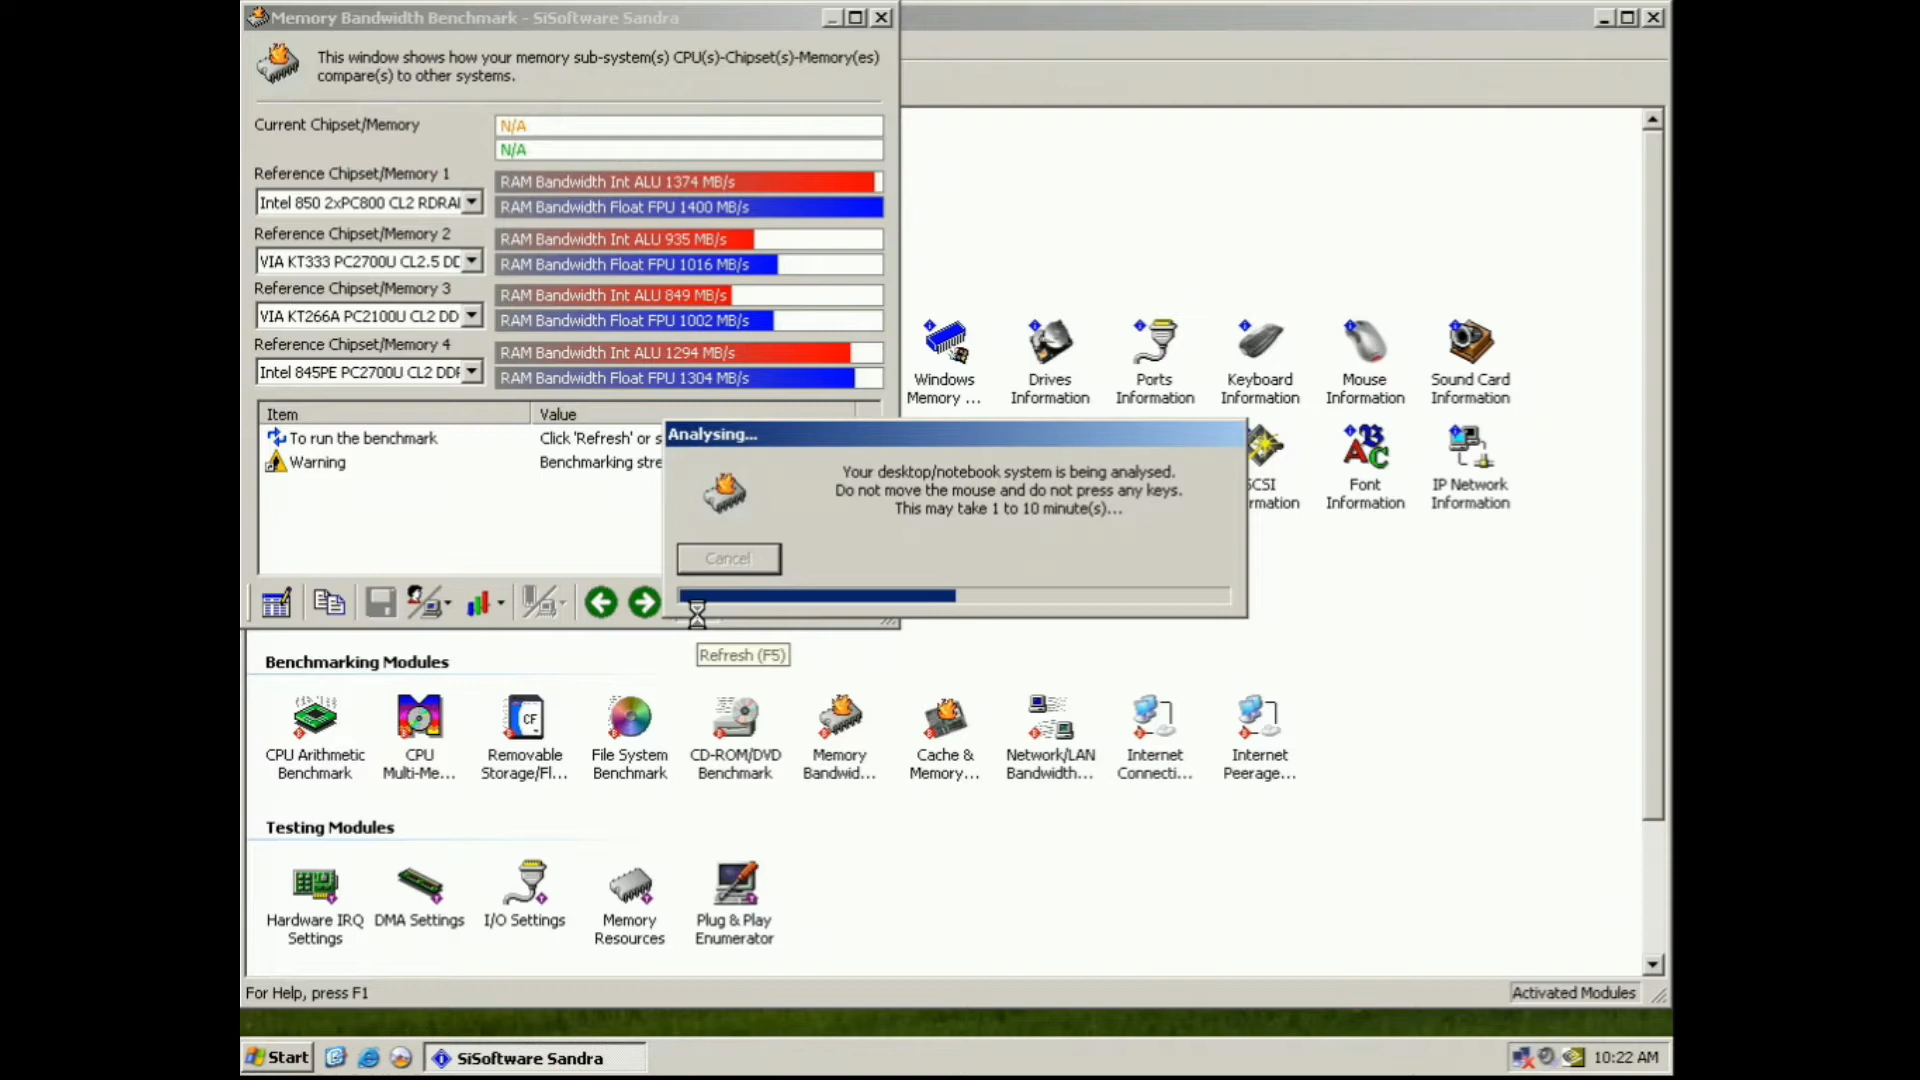 Memory Bandwidth Benchmark - SiSoftware Sandra
This window shows how your memory sub-system(s) CPU(s)-Chipset(s)-Memory(es)
compare(s) to other systems.
Current Chipset/Memory
N/A
N/A
Reference Chipset/Memory 1
Intel 850 2xPC800 CL2 RDRAI
RAM Bandwidth Int ALU 1374 MB/s
RAM Bandwidth Float FPU 1400 MB/s
Reference Chipset/Memory 2
VIA KT333 PC2700U CL2.5 DD
RAM Bandwidth Int ALU 935 MB/s
RAM Bandwidth Float FPU 1016 MB/s
Reference Chipset/Memory 3
VIA KT266A PC2100U CL2 DD
RAM Bandwidth Int ALU 849 MB/s
RAM Bandwidth Float FPU 1002 MB/s
Reference Chipset/Memory 4
Intel 845PE PC2700U CL2 DDR
RAM Bandwidth Int ALU 1294 MB/s
RAM Bandwidth Float FPU 1304 MB/s
Item Value
To run the benchmark Click 'Refresh' or s
Warning Benchmarking stre
Analysing...
Your desktop/notebook system is being analysed.
Do not move the mouse and do not press any keys.
This may take 1 to 10 minute(s)...
Cancel
Refresh (F5)
Windows
Memory ...
Drives
Information
Ports
Information
Keyboard
Information
Mouse
Information
Sound Card
Information
SCSI
rmation
Font
Information
IP Network
Information
Benchmarking Modules
CPU Arithmetic
Benchmark
CPU
Multi-Me...
CF
Removable
Storage/Fl...
File System
Benchmark
CD-ROM/DVD
Benchmark
Memory
Bandwid...
Cache &
Memory...
Network/LAN
Bandwidth...
Internet
Connecti...
Internet
Peerage...
Testing Modules
Hardware IRQ
Settings
DMA Settings
I/O Settings
Memory
Resources
Plug & Play
Enumerator
For Help, press F1
Activated Modules
Start
SiSoftware Sandra
10:22 AM